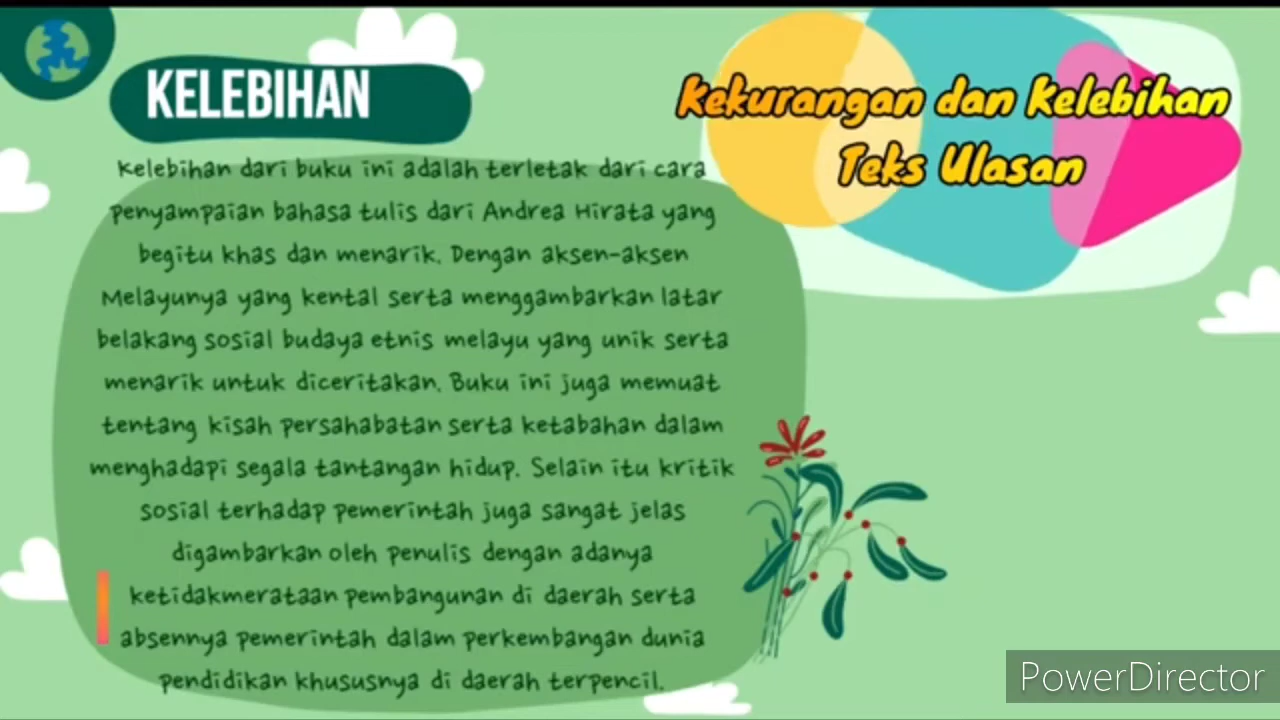 KELEBIHAN
Kekurangan dan Kelebihan
Teks Ulasan
Kelebihan dari buku ini adalah terletak dari cara
penyampaian bahasa tulis dari Andrea Hirata yang
begitu khas dan menarik. Dengan aksen-aksen
Melayunya yang kental serta menggambarkan latar
belakang sosial budaya etnis melayu yang unik serta
menarik untuk diceritakan. Buku ini juga memuat
tentang kisah persahabatan serta ketabahan dalam
menghadapi segala tantangan hidup. Selain itu kritik
sosial terhadap pemerintah juga sangat jelas
digambarkan oleh penulis dengan adanya
ketidakmerataan pembangunan di daerah serta
absennya pemerintah dalam perkembangan dunia
pendidikan khususnya di daerah terpencil.
PowerDirector